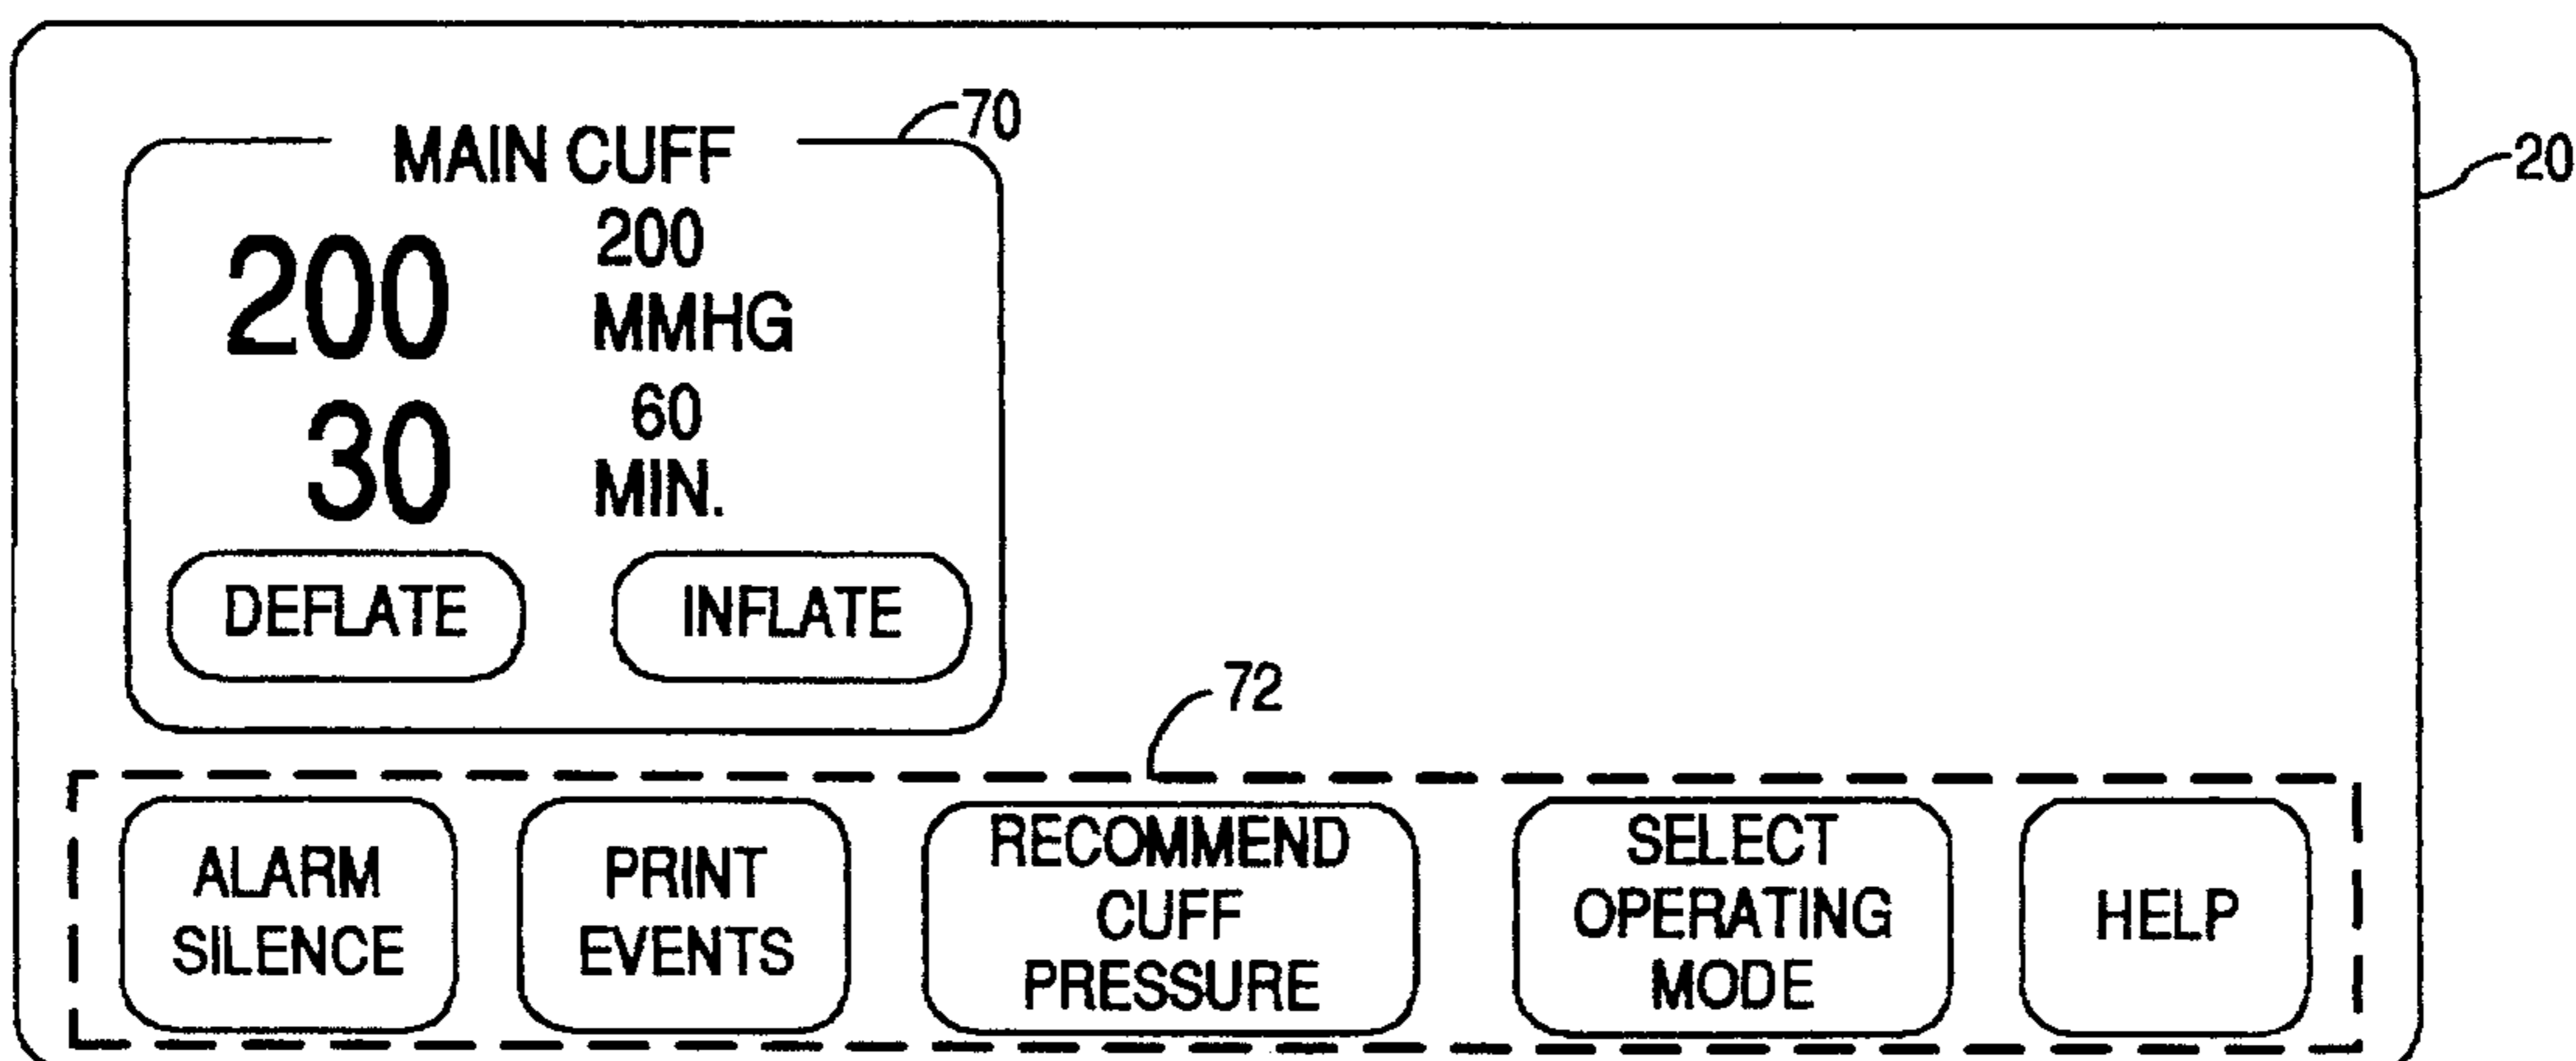 70
MAIN CUFF
20
200
200
MMHG
30
60
MIN.
DEFLATE
INFLATE
72
ALARM
SILENCE
PRINT
EVENTS
RECOMMEND
CUFF
PRESSURE
SELECT
OPERATING
MODE
HELP